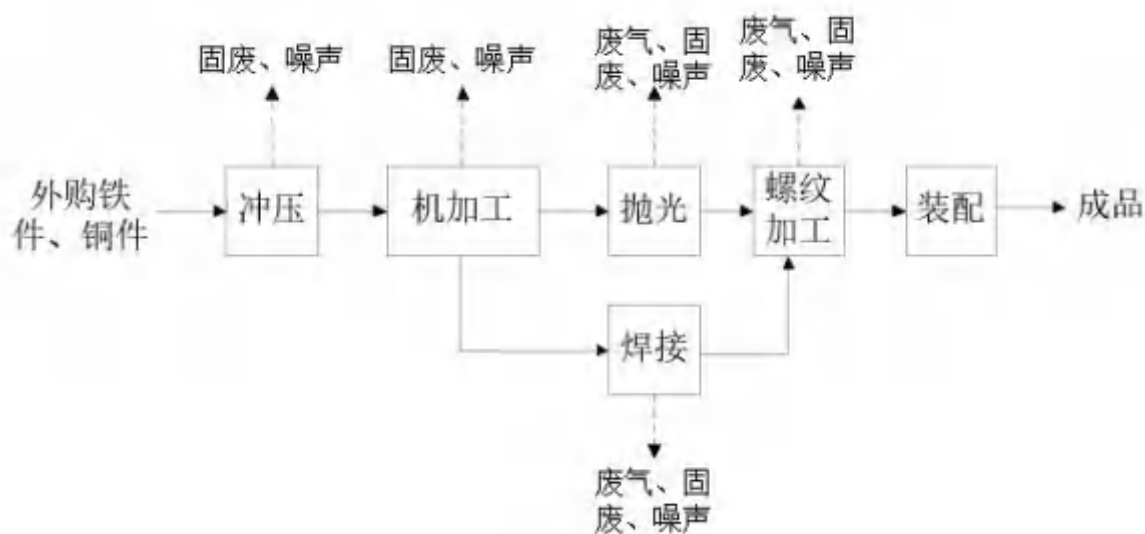 固废、噪声
固废、噪声
废气、固
废、噪声
废气、固
废、噪声
外购铁
件、铜件
冲压
机加工
抛光
螺纹
加工
装配
成品
焊接
废气、固
废、噪声